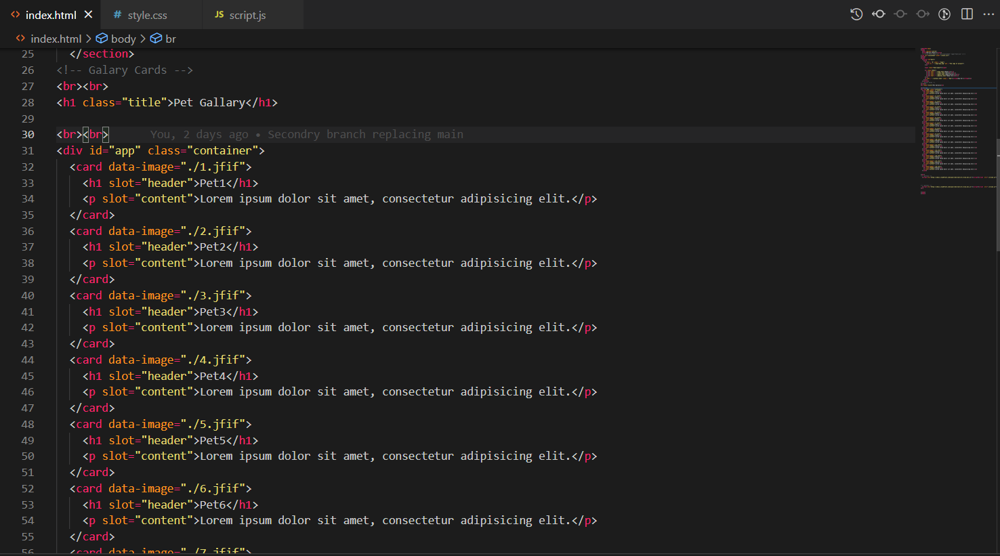 index.html
style.css
JS script.js
index.html > body > br
25 </section>
26 <!-- Galary Cards -->
27 <br><br>
28 <h1 class="title">Pet Gallary</h1>
29
30 <br><br> You, 2 days ago • Secondry branch replacing main
31 <div id="app" class="container">
32 <card data-image="./1.jfif">
33 <h1 slot="header">Pet1</h1>
34 <p slot="content">Lorem ipsum dolor sit amet, consectetur adipisicing elit.</p>
35 </card>
36 <card data-image="./2.jfif">
37 <h1 slot="header">Pet2</h1>
38 <p slot="content">Lorem ipsum dolor sit amet, consectetur adipisicing elit.</p>
39 </card>
40 <card data-image="./3.jfif">
41 <h1 slot="header">Pet3</h1>
42 <p slot="content">Lorem ipsum dolor sit amet, consectetur adipisicing elit.</p>
43 </card>
44 <card data-image="./4.jfif">
45 <h1 slot="header">Pet4</h1>
46 <p slot="content">Lorem ipsum dolor sit amet, consectetur adipisicing elit.</p>
47 </card>
48 <card data-image="./5.jfif">
49 <h1 slot="header">Pet5</h1>
50 <p slot="content">Lorem ipsum dolor sit amet, consectetur adipisicing elit.</p>
51 </card>
52 <card data-image="./6.jfif">
53 <h1 slot="header">Pet6</h1>
54 <p slot="content">Lorem ipsum dolor sit amet, consectetur adipisicing elit.</p>
55 </card>
56 <card data-image="./7.jfif">